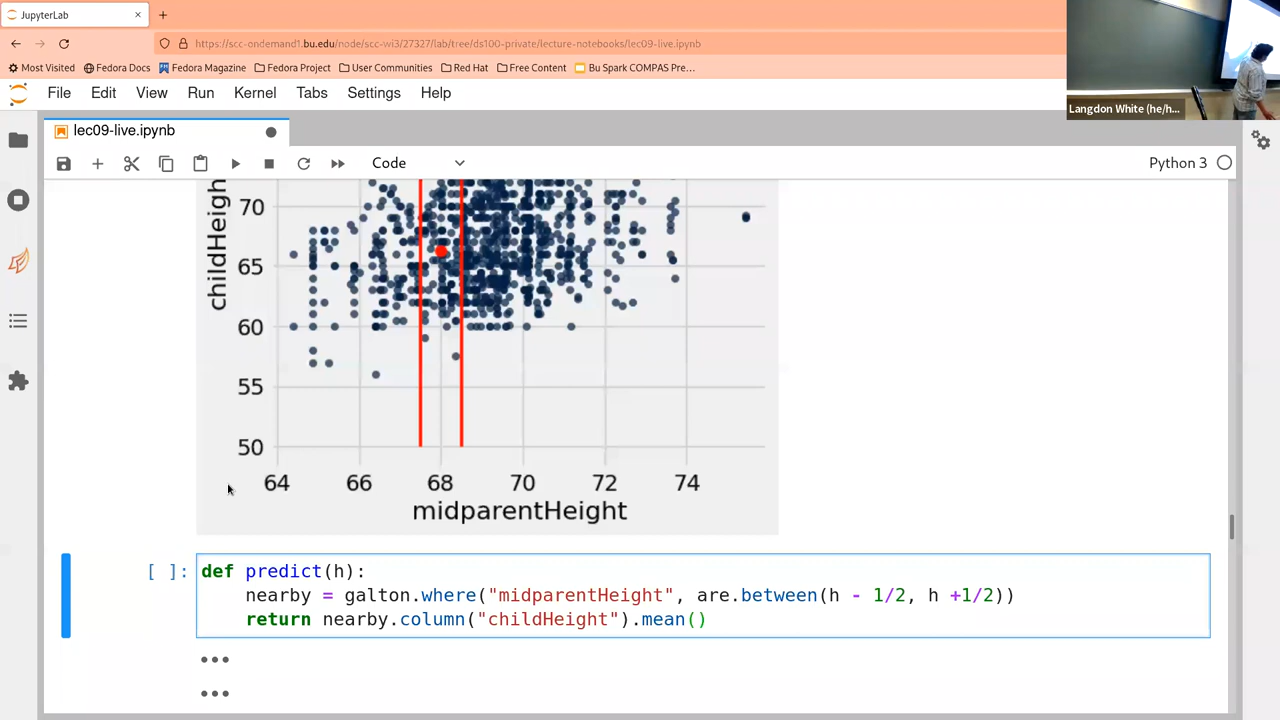 JupyterLab
https://scc-ondemand1.bu.edu/node/scc-wi3/27327/lab/tree/ds100-private/lecture-notebooks/lec09-live.ipynb
Most Visited Fedora Docs Fedora Magazine Fedora Project User Communities Red Hat Free Content Bu Spark COMPAS Pre…
Langdon White (he/h...
File Edit View Run Kernel Tabs Settings Help
lec09-live.ipynb
Code Python 3
childHeigh
70
65
60
55
50
64 66 68 70 72 74
midparentHeight
[ ]: def predict(h):
nearby = galton.where("midparentHeight", are.between(h - 1/2, h +1/2))
return nearby.column("childHeight").mean()